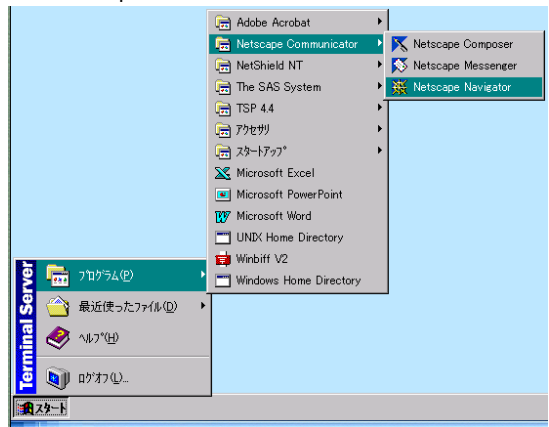 Adobe Acrobat
Netscape Communicator
NetShield NT
The SAS System
TSP 4.4
ｱｸｾｻﾘ
ｽﾀｰﾄｱｯﾌﾟ
Microsoft Excel
Microsoft PowerPoint
Microsoft Word
UNIX Home Directory
Winbiff V2
Windows Home Directory
Netscape Composer
Netscape Messenger
Netscape Navigator
Terminal Server
ﾌﾟﾛｸﾞﾗﾑ(P)
最近使ったﾌｧｲﾙ(D)
ﾍﾙﾌﾟ(H)
ﾛｸﾞｵﾌ(L)...
スタート